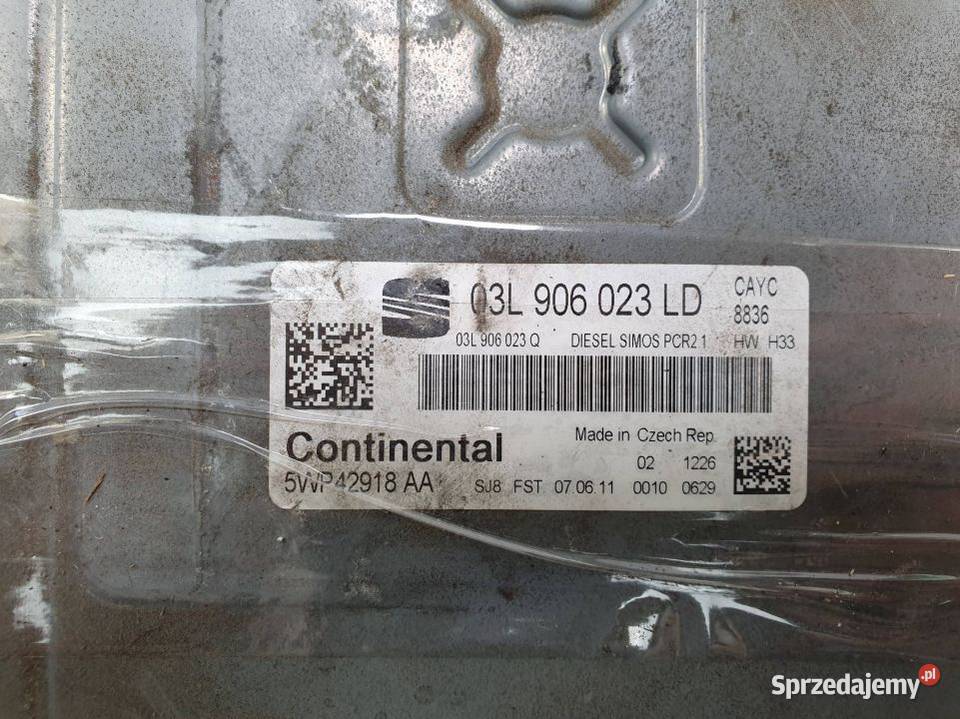 03L 906 023 LD CAYC
8836
03L 906 023 Q DIESEL SIMOS PCR2 1 HW H33
Continental Made in Czech Rep
02 1226
5WP42918 AA SJ8 FST 07.06.11 0010 0629
Sprzedajemy.pl